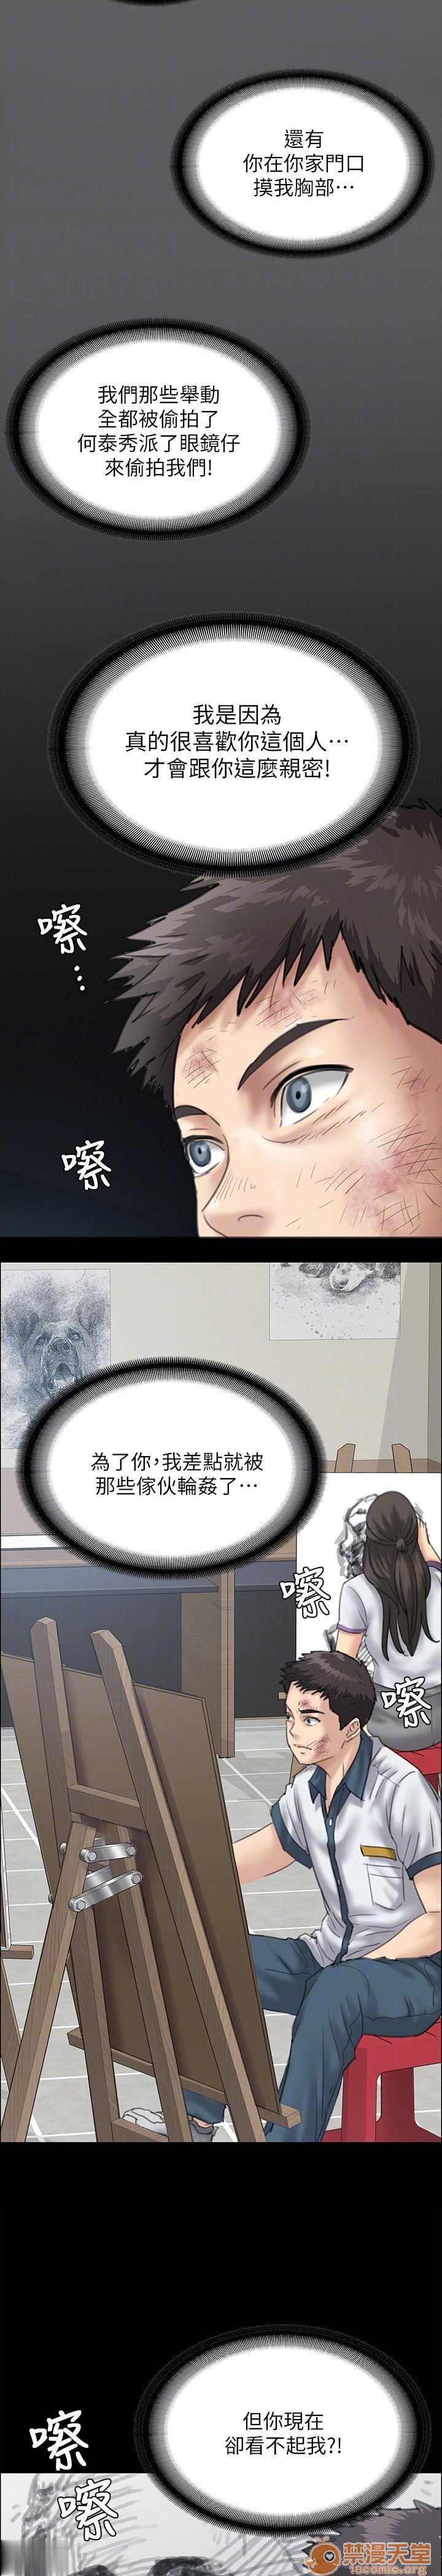 還有
你在你家門口
摸我胸部…
我們那些舉動
全都被偷拍了
何泰秀派了眼鏡仔
來偷拍我們!
我是因為
真的很喜歡你這個人…
才會跟你這麼親密!
嚓…
嚓
為了你，我差點就被
那些傢伙輪姦了…
嚓
嚓
但你現在
卻看不起我?!
嚓
嚓
禁漫天堂
18comic.org